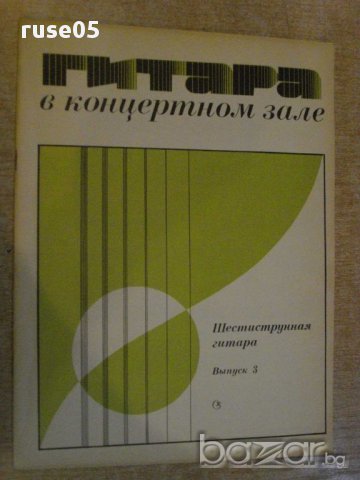 ruse05
ГИТАРА
в концертном зале
Шестиструнная
гитара
Выпуск 3
bazar.bg